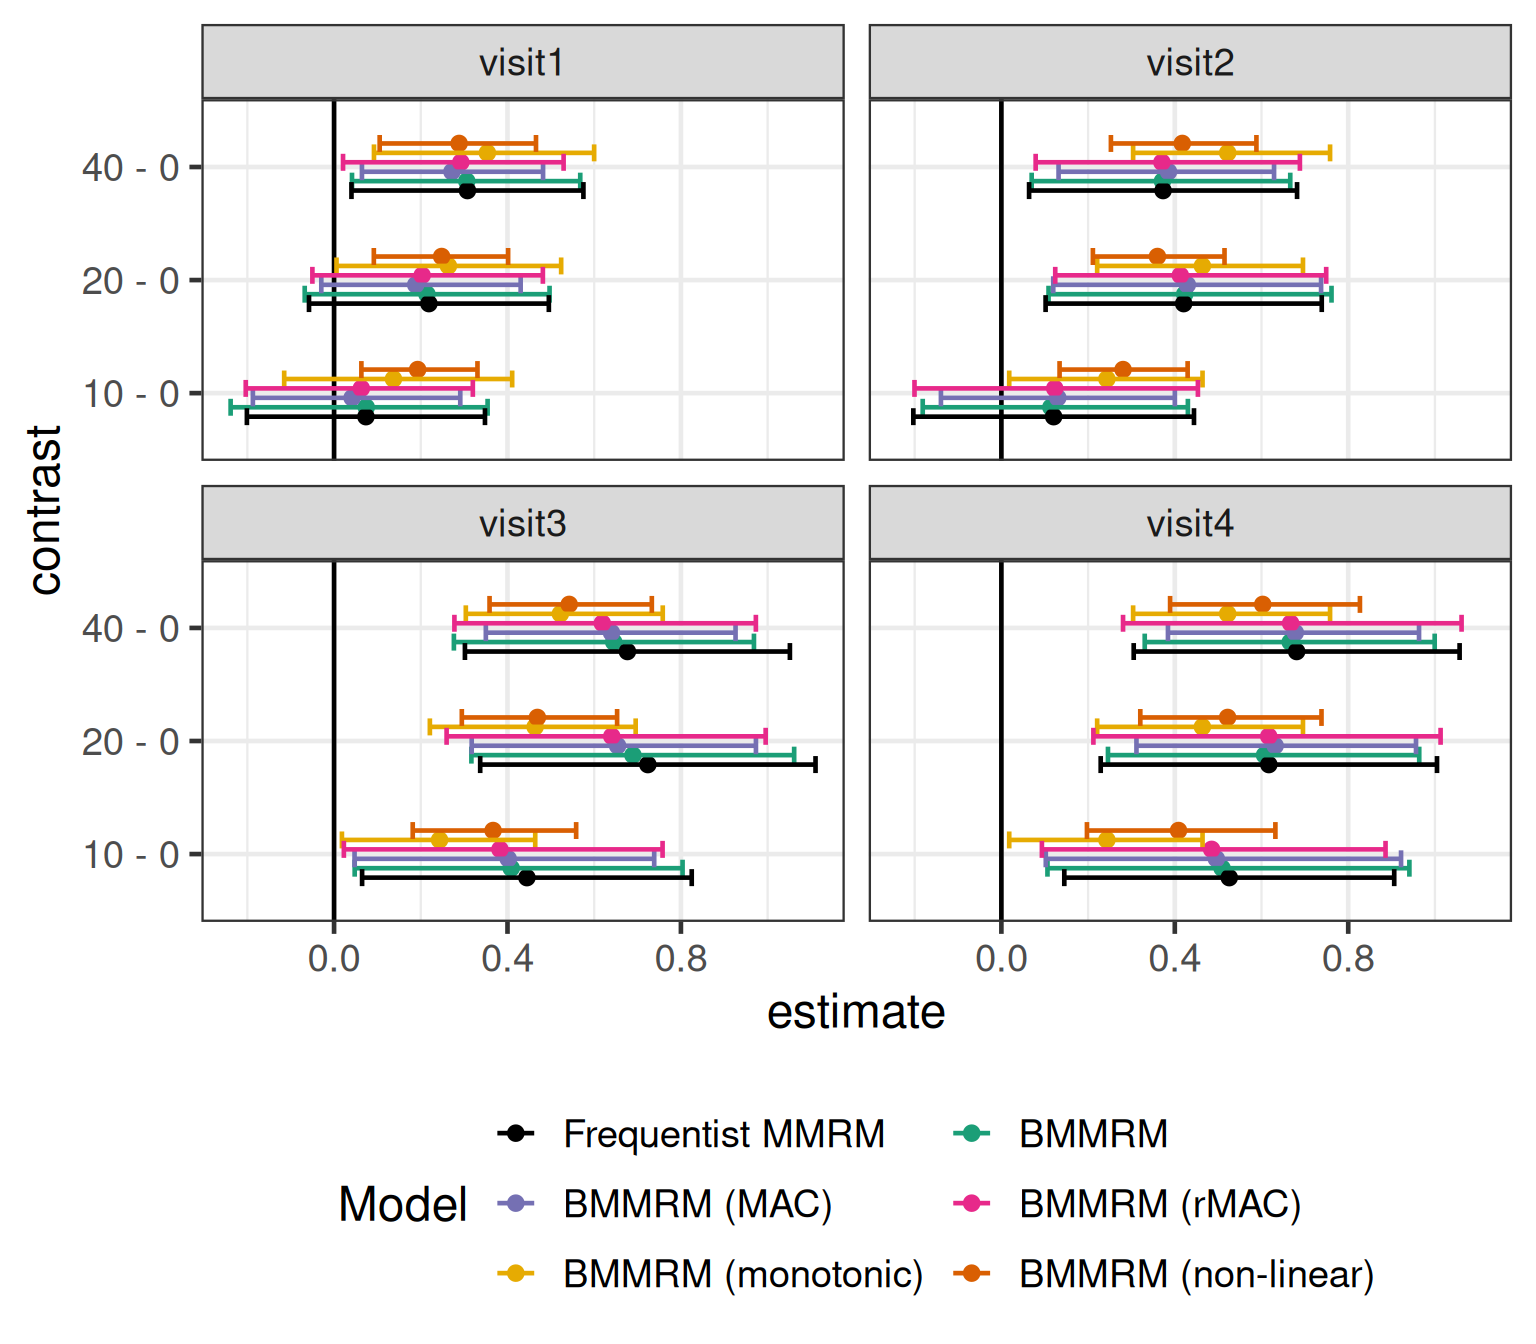 visit1
visit2
40 - 0
20 - 0
10 - 0
contrast
visit3
visit4
40 - 0
20 - 0
10 - 0
0.0 0.4 0.8
0.0 0.4 0.8
estimate
Model
Frequentist MMRM
BMMRM
BMMRM (MAC)
BMMRM (rMAC)
BMMRM (monotonic)
BMMRM (non-linear)